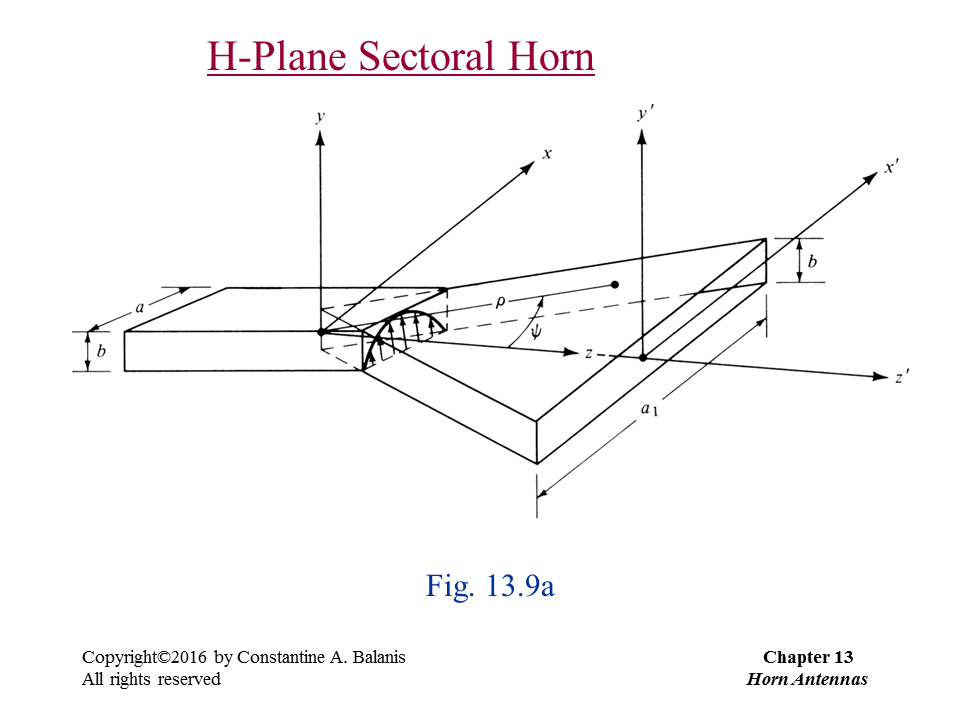 H-Plane Sectoral Horn
y
x
y'
x'
a
b
ρ
ψ
z
b
a1
z'
Fig. 13.9a
Copyright©2016 by Constantine A. Balanis
All rights reserved
Chapter 13
Horn Antennas